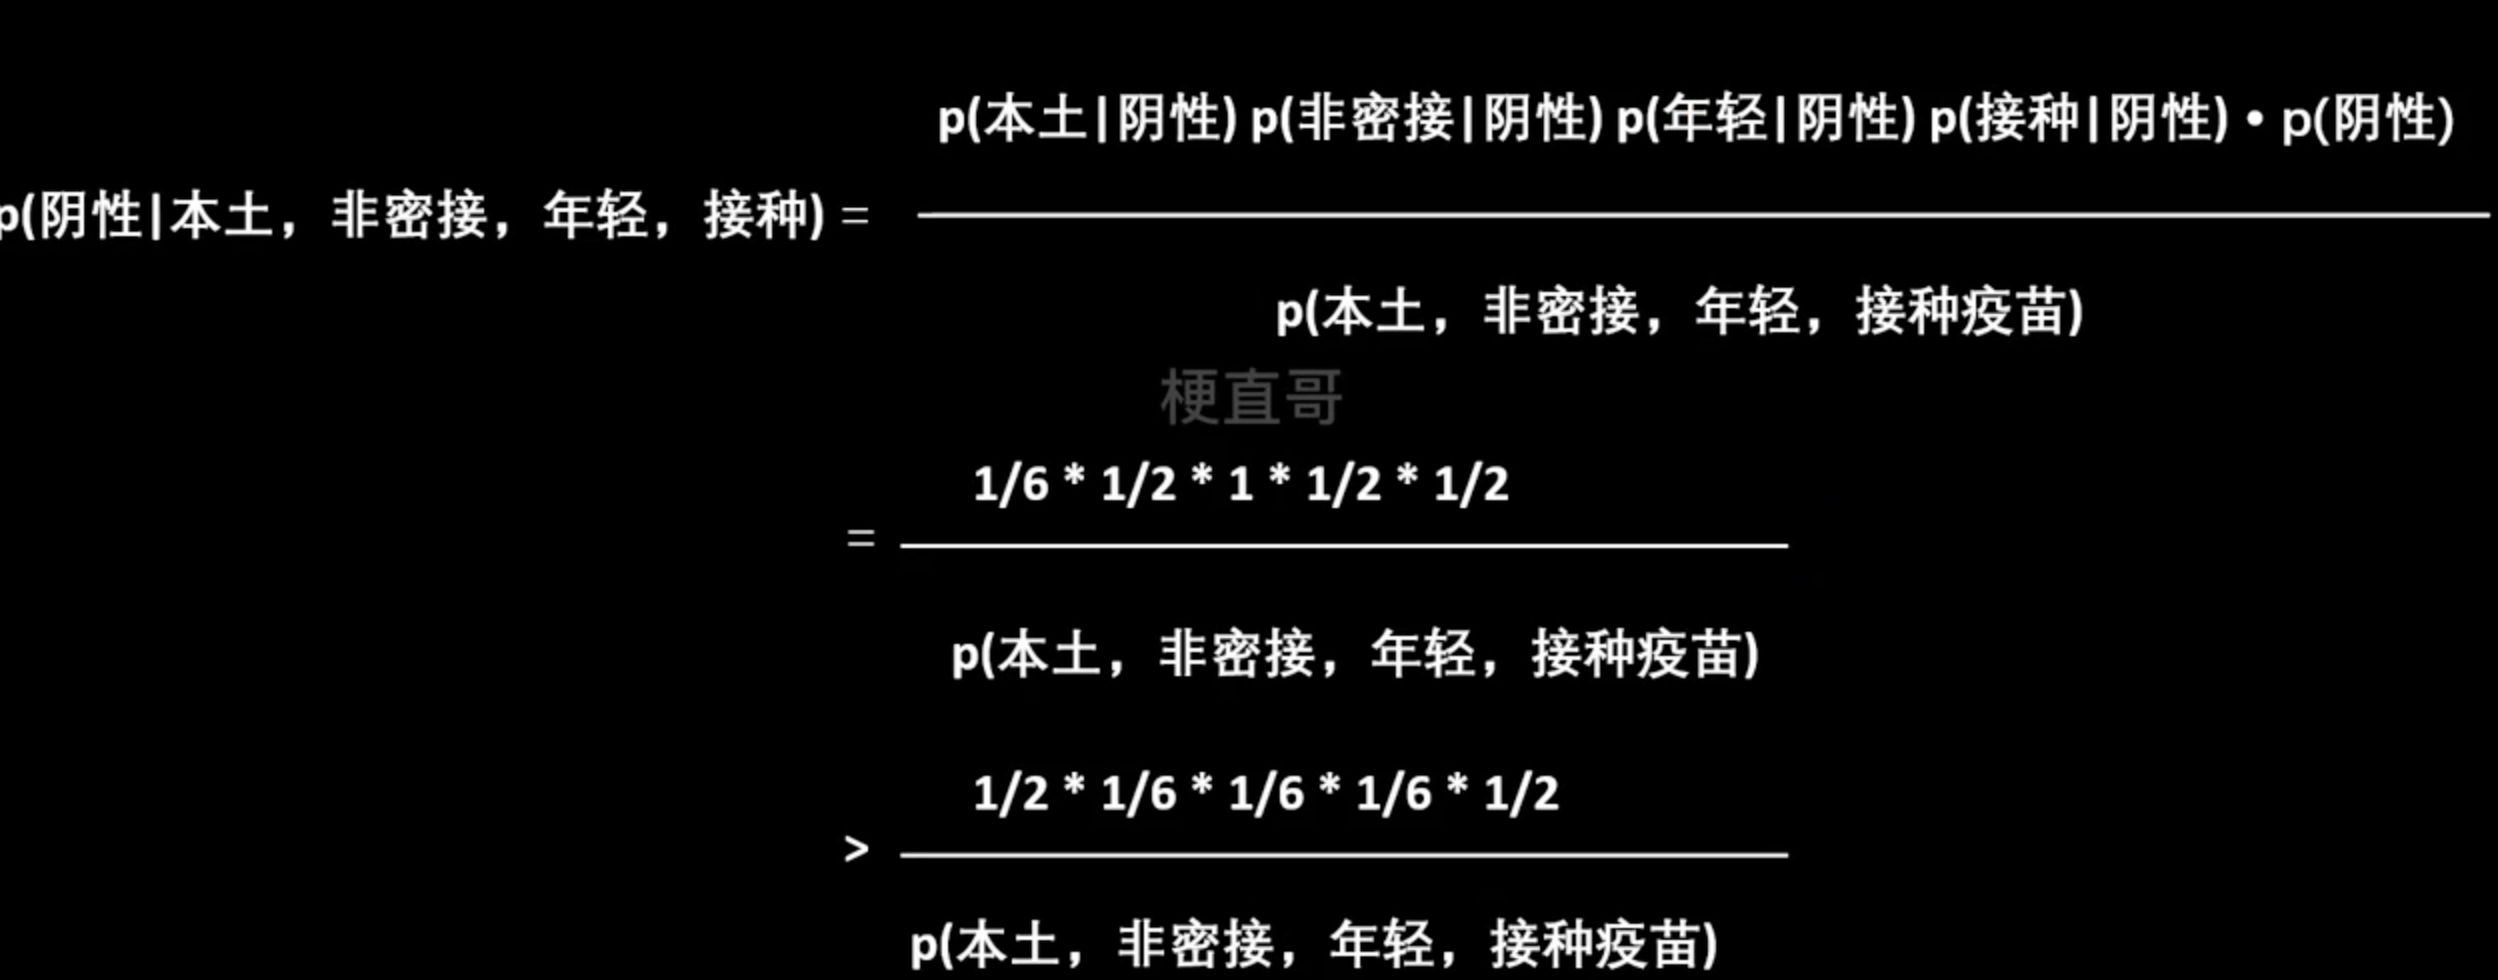 p(本土|阴性) p(非密接|阴性) p(年轻|阴性) p(接种|阴性) • p(阴性)
p(阴性|本土，非密接，年轻，接种) =
p(本土，非密接，年轻，接种疫苗)
梗直哥
1/6 * 1/2 * 1 * 1/2 * 1/2
=
p(本土，非密接，年轻，接种疫苗)
1/2 * 1/6 * 1/6 * 1/6 * 1/2
>
p(本土，非密接，年轻，接种疫苗)